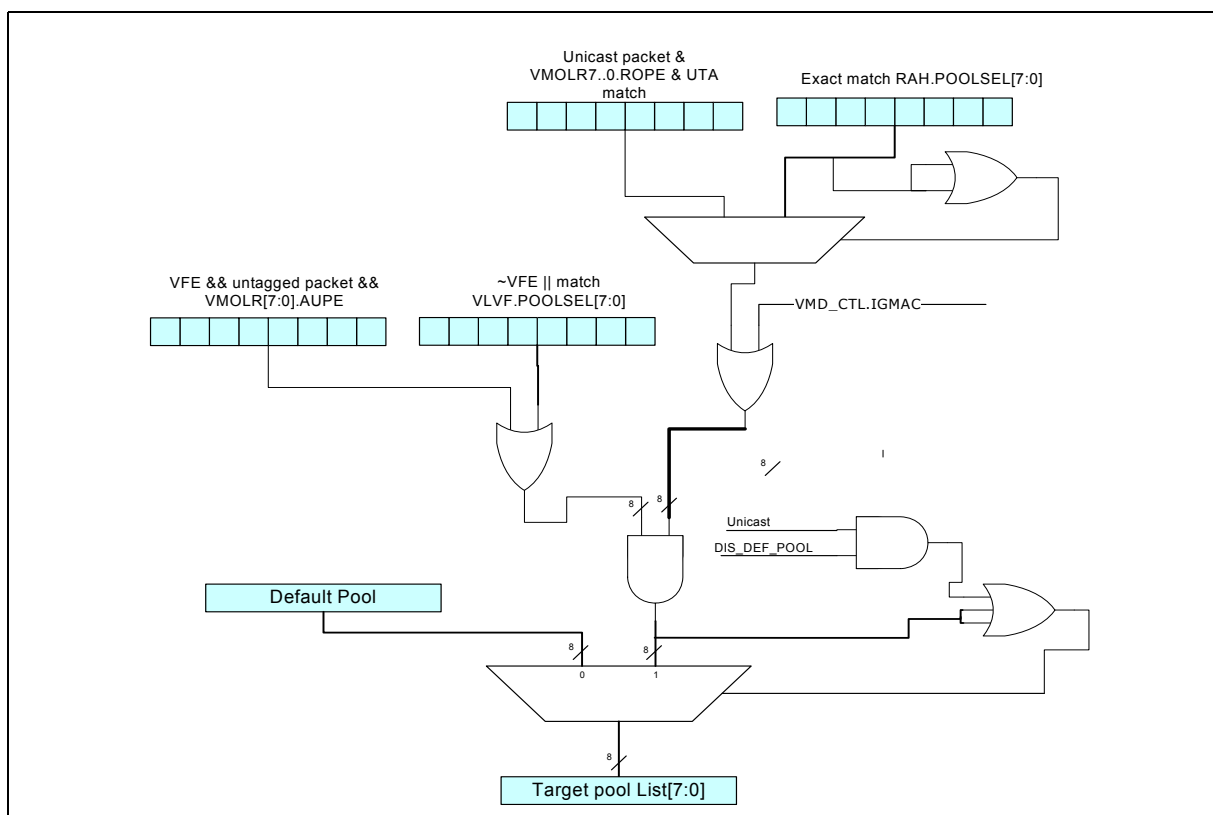 Unicast packet &
VMOLR7..0.ROPE & UTA
match
Exact match RAH.POOLSEL[7:0]
VFE && untagged packet &&
VMOLR[7:0].AUPE
~VFE || match
VLVF.POOLSEL[7:0]
VMD_CTL.IGMAC
8
I
8
8
Unicast
DIS_DEF_POOL
Default Pool
8
8
0
1
8
Target pool List[7:0]